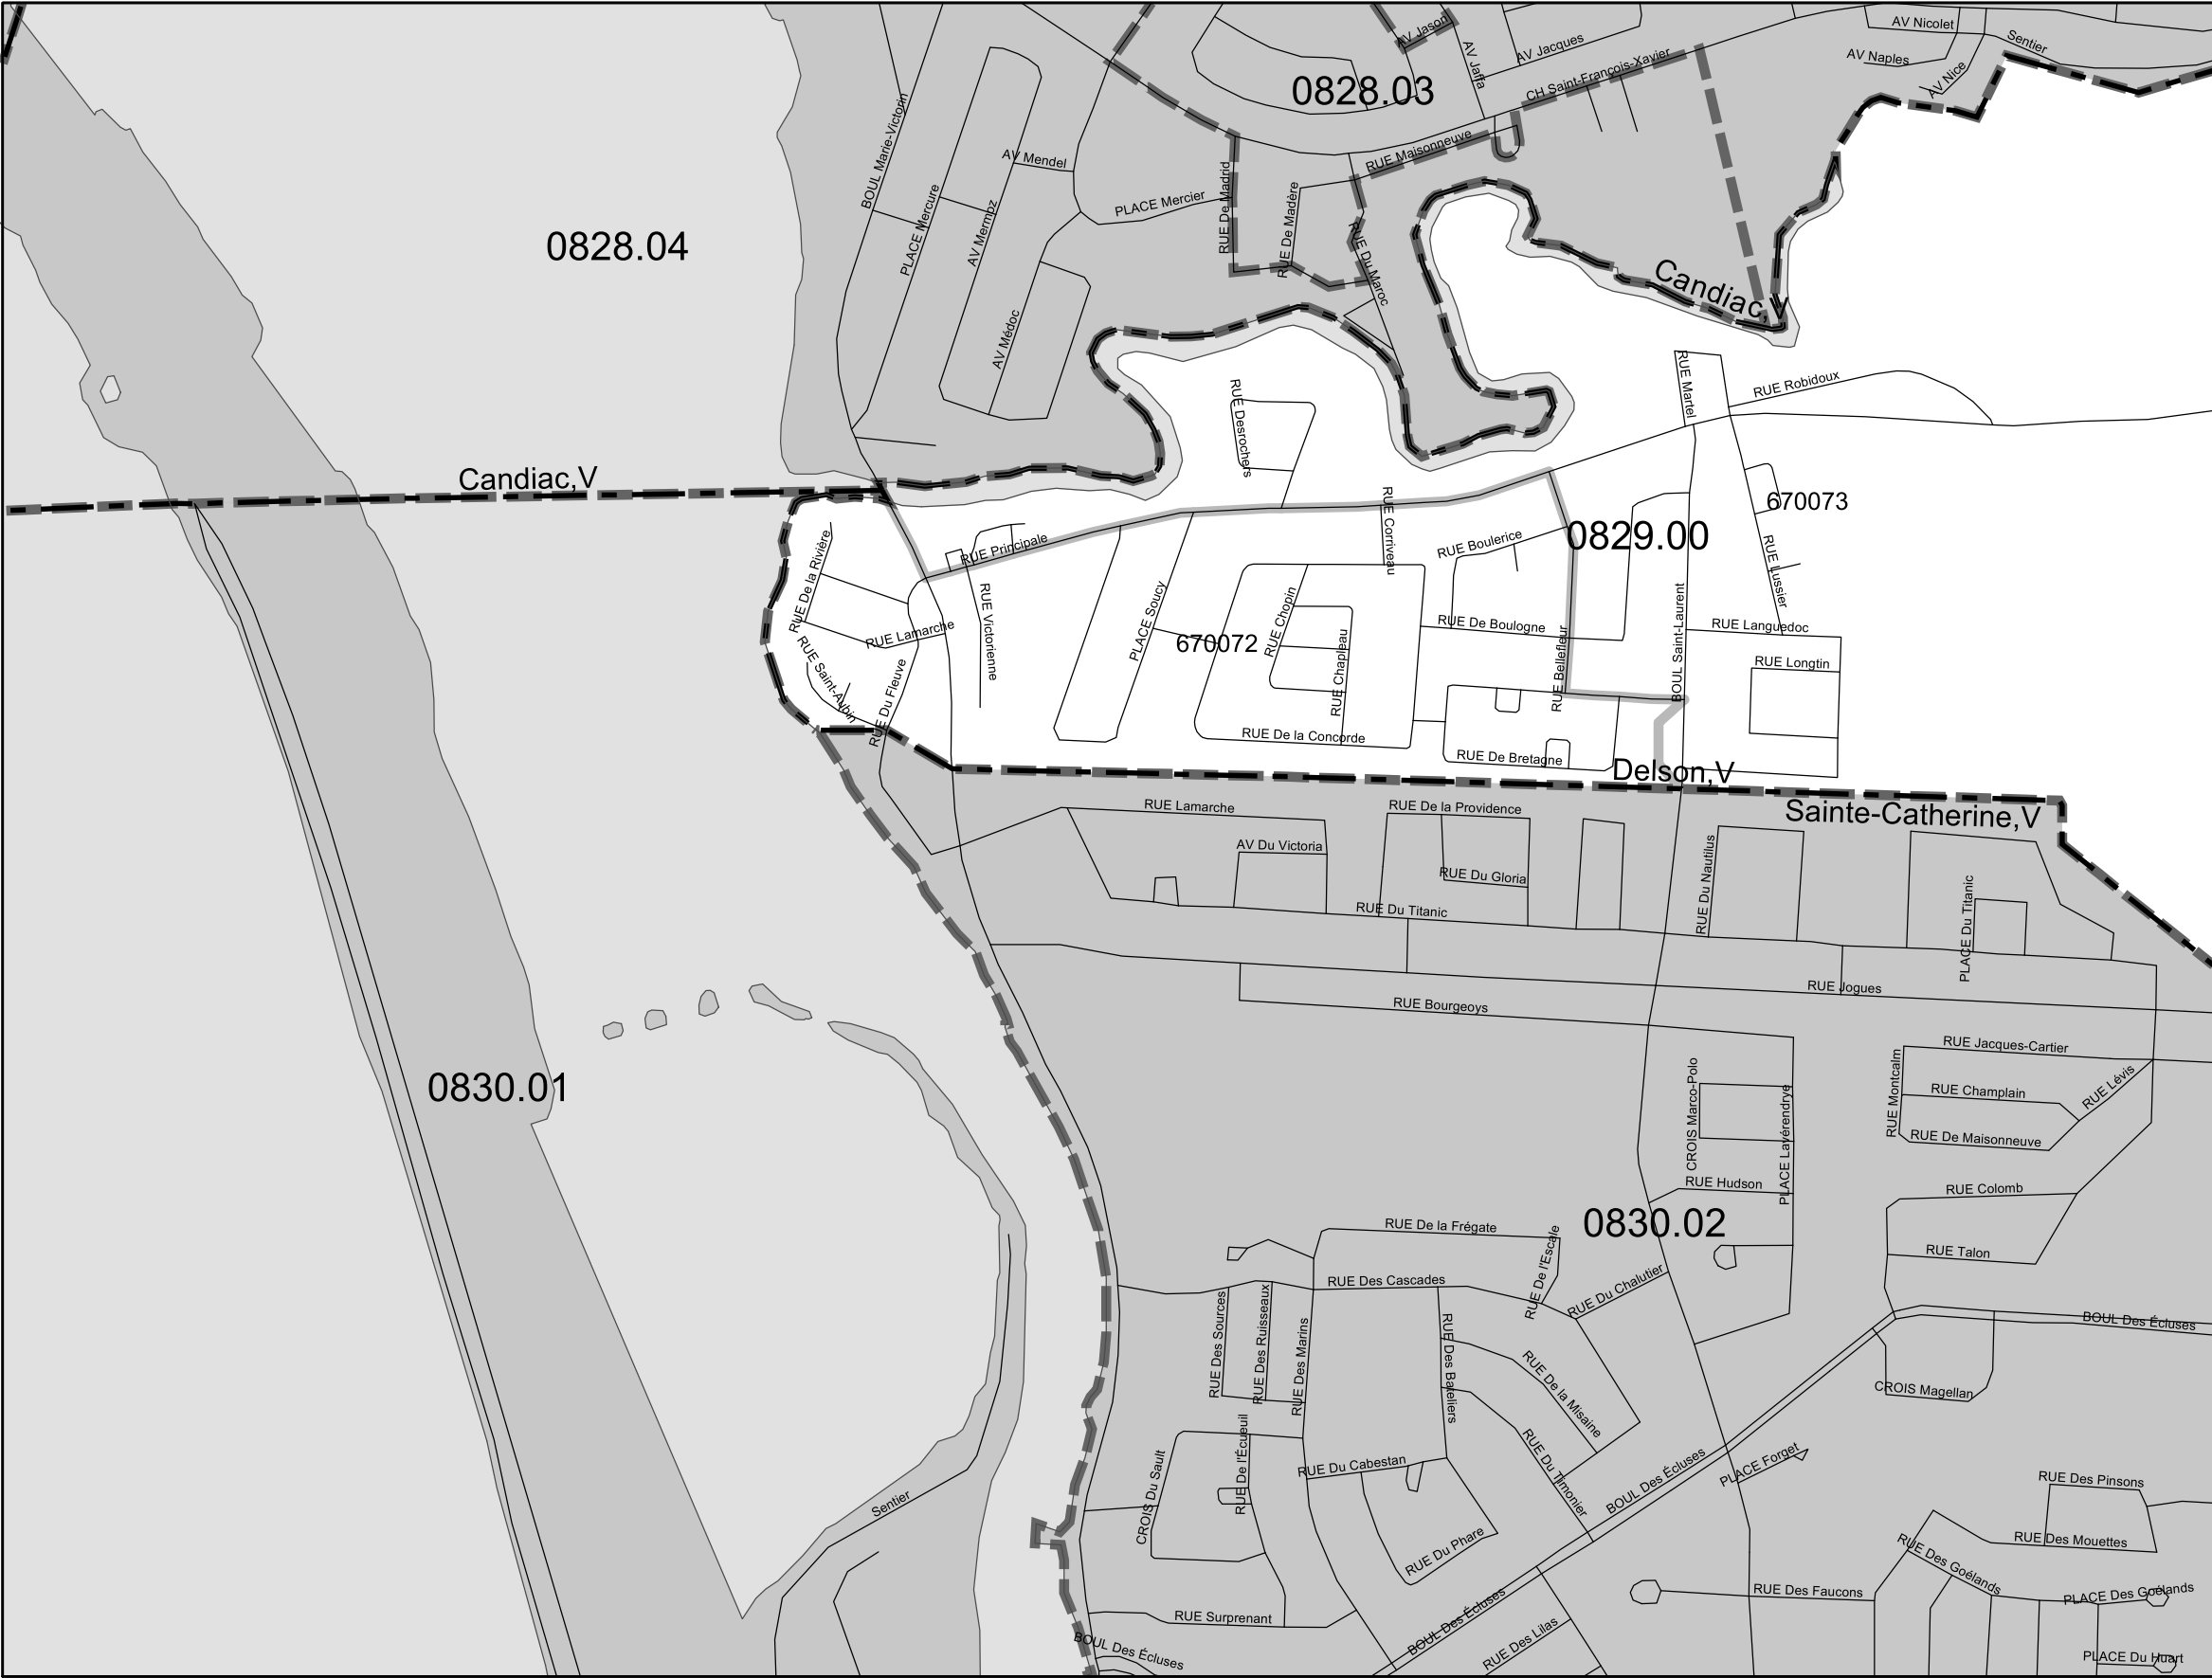 AV Nicolet
AV Jason
AV Jacques
Sentier
AV Jaffa
AV Naples
AV Nice
0828.03
CH Saint-François-Xavier
BOUL Marie-Victorin
AV Mendel
RUE Maisonneuve
PLACE Mercure
PLACE Mercier
RUE De Madrid
RUE De Madère
AV Mermoz
0828.04
RUE Du Maroc
Candiac,V
AV Médoc
RUE Martel
RUE Robidoux
RUE Desrochers
Candiac,V
670073
RUE Corriveau
0829.00
RUE Principale
RUE Boulerice
RUE De la Rivière
RUE Lussier
RUE Victorienne
PLACE Soucy
RUE Chopin
BOUL Saint-Laurent
RUE Lamarche
670072
RUE De Boulogne
RUE Languedoc
RUE Chapleau
RUE Bellefleur
RUE Longtin
RUE Saint-Aubin
RUE Du Fleuve
RUE De la Concorde
RUE De Bretagne
Delson,V
RUE Lamarche
RUE De la Providence
Sainte-Catherine,V
AV Du Victoria
RUE Du Gloria
RUE Du Nautilus
RUE Du Titanic
PLACE Du Titanic
RUE Jogues
RUE Bourgeoys
RUE Jacques-Cartier
0830.01
CROIS Marco-Polo
PLACE Layérendrye
RUE Montcalm
RUE Champlain
RUE Lévis
RUE De Maisonneuve
RUE Hudson
RUE Colomb
RUE De la Frégate
0830.02
RUE Talon
RUE De l'Escale
RUE Des Cascades
RUE Du Chalutier
BOUL Des Écluses
RUE Des Sources
RUE Des Ruisseaux
RUE Des Marins
RUE Des Bateliers
RUE De la Misaine
CROIS Magellan
RUE De l'Écueuil
CROIS Du Sault
RUE Du Cabestan
RUE Du Timonier
BOUL Des Écluses
PLACE Forget
RUE Des Pinsons
Sentier
RUE Du Phare
RUE Des Mouettes
RUE Des Goélands
RUE Des Faucons
PLACE Des Goélands
RUE Surprenant
BOUL Des Écluses
BOUL Des Écluses
RUE Des Lilas
PLACE Du Huart